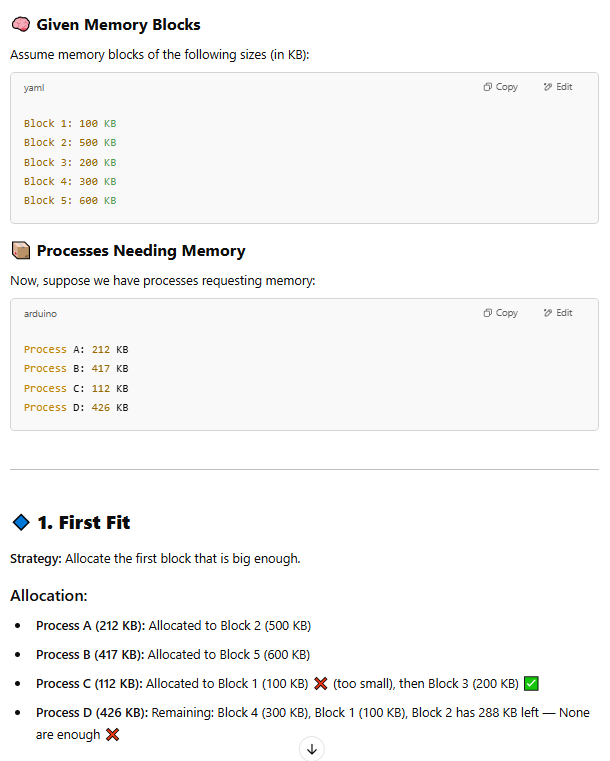 Given Memory Blocks
Assume memory blocks of the following sizes (in KB):
yaml
Copy
Edit
Block 1: 100 KB
Block 2: 500 KB
Block 3: 200 KB
Block 4: 300 KB
Block 5: 600 KB
Processes Needing Memory
Now, suppose we have processes requesting memory:
arduino
Copy
Edit
Process A: 212 KB
Process B: 417 KB
Process C: 112 KB
Process D: 426 KB
1. First Fit
Strategy: Allocate the first block that is big enough.
Allocation:
Process A (212 KB): Allocated to Block 2 (500 KB)
Process B (417 KB): Allocated to Block 5 (600 KB)
Process C (112 KB): Allocated to Block 1 (100 KB) ❌ (too small), then Block 3 (200 KB) ✅
Process D (426 KB): Remaining: Block 4 (300 KB), Block 1 (100 KB), Block 2 has 288 KB left — None
are enough ❌